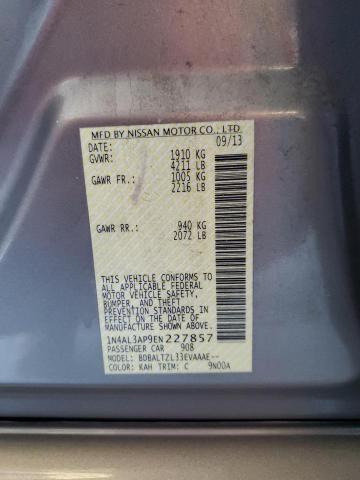 MFD BY NISSAN MOTOR CO., LTD
DATE: 09/13
GVWR: 1910 KG
4211 LB
GAWR FR.: 1005 KG
2216 LB
GAWR RR.: 940 KG
2072 LB
THIS VEHICLE CONFORMS TO
ALL APPLICABLE FEDERAL
MOTOR VEHICLE SAFETY,
BUMPER, AND THEFT
PREVENTION STANDARDS IN
EFFECT ON THE DATE OF
MANUFACTURE SHOWN ABOVE.
1N4AL3AP9EN227857
PASSENGER CAR 908
MODEL: BDBALTZL33EVAAAE--
COLOR: KAH TRIM: C 9N00A